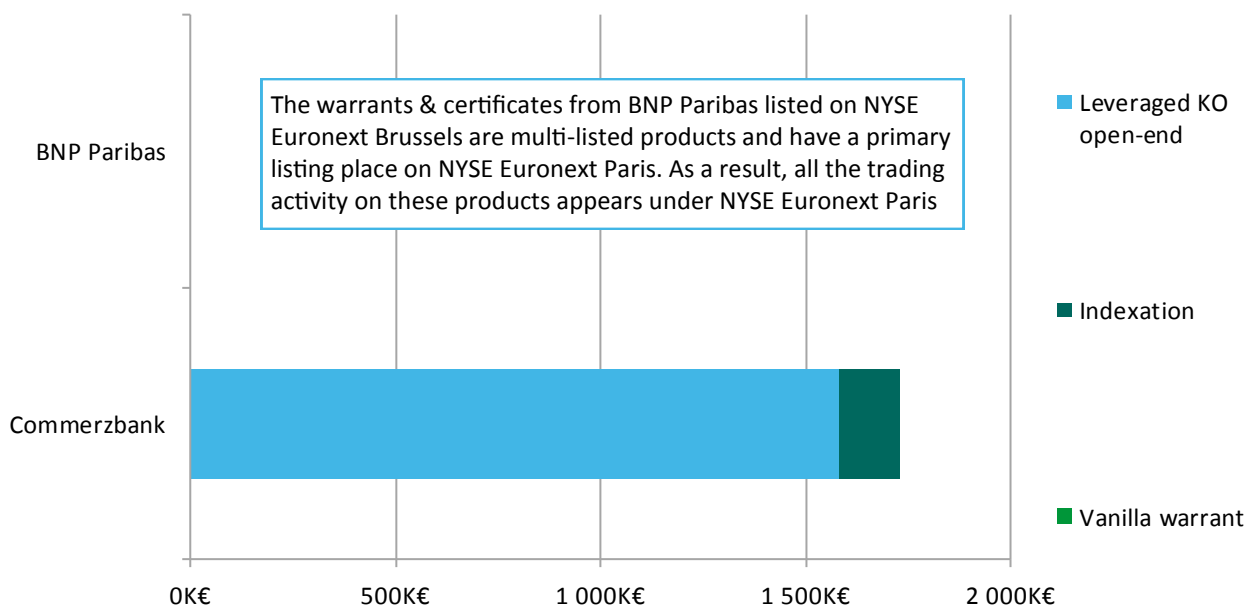 The warrants & certificates from BNP Paribas listed on NYSE
Euronext Brussels are multi-listed products and have a primary
listing place on NYSE Euronext Paris. As a result, all the trading
activity on these products appears under NYSE Euronext Paris
BNP Paribas
Commerzbank
0K€ 500K€ 1 000K€ 1 500K€ 2 000K€
Leveraged KO
open-end
Indexation
Vanilla warrant